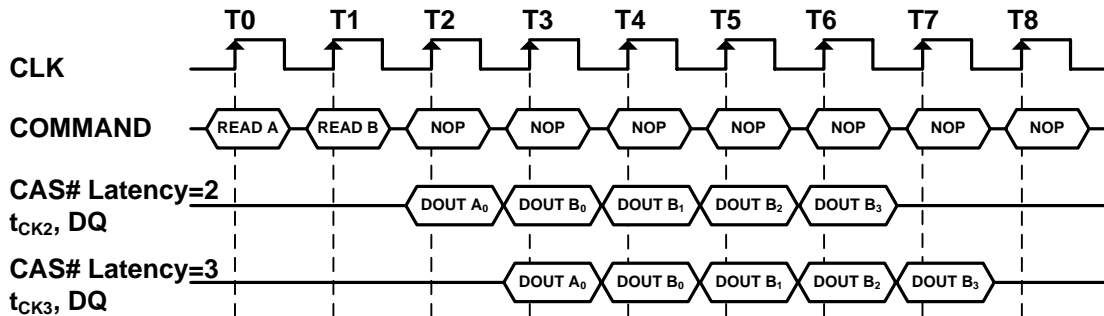 T0 T1 T2 T3 T4 T5 T6 T7 T8
CLK
COMMAND READ A READ B NOP NOP NOP NOP NOP NOP NOP
CAS# Latency=2
tCK2, DQ DOUT A0 DOUT B0 DOUT B1 DOUT B2 DOUT B3
CAS# Latency=3
tCK3, DQ DOUT A0 DOUT B0 DOUT B1 DOUT B2 DOUT B3